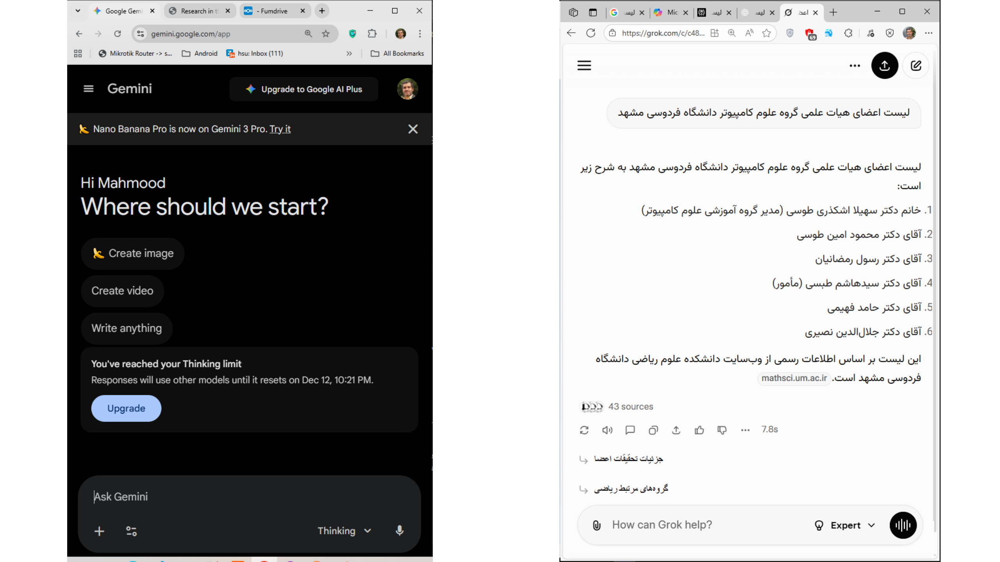 Google Gemi
Research in t
- Fumdrive
gemini.google.com/app
Mikrotik Router -> s...
Android
hsu: Inbox (111)
All Bookmarks
Gemini
Upgrade to Google AI Plus
Nano Banana Pro is now on Gemini 3 Pro. Try it
Hi Mahmood
Where should we start?
Create image
Create video
Write anything
You've reached your Thinking limit
Responses will use other models until it resets on Dec 12, 10:21 PM.
Upgrade
Ask Gemini
Thinking
لیس
Mic
لیس
لیس
اعض
https://grok.com/c/c48...
69
لیست اعضای هیات علمی گروه علوم کامپیوتر دانشگاه فردوسی مشهد
لیست اعضای هیات علمی گروه علوم کامپیوتر دانشگاه فردوسی مشهد به شرح زیر
است:
1. خانم دکتر سهیلا اشکذری طوسی (مدیر گروه آموزشی علوم کامپیوتر)
2. آقای دکتر محمود امین طوسی
3. آقای دکتر رسول رمضانیان
4. آقای دکتر سیدهاشم طبسی (مأمور)
5. آقای دکتر حامد فهیمی
6. آقای دکتر جلال‌الدین نصیری
این لیست بر اساس اطلاعات رسمی از وب‌سایت دانشکده علوم ریاضی دانشگاه
فردوسی مشهد است. mathsci.um.ac.ir
43 sources
7.8s
جزئیات تحقیقات اعضا
گروه‌های مرتبط ریاضی
How can Grok help?
Expert